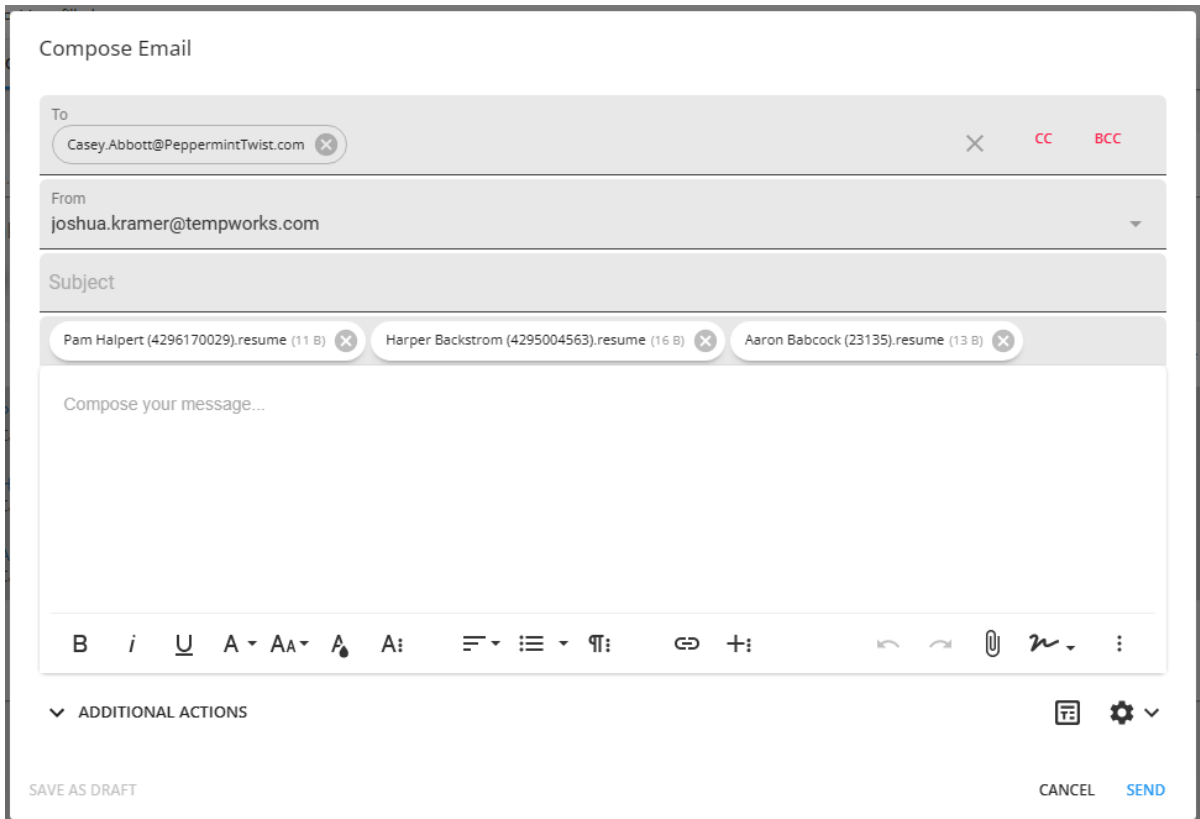 Compose Email
To
Casey.Abbott@PeppermintTwist.com
CC
BCC
From
joshua.kramer@tempworks.com
Subject
Pam Halpert (4296170029).resume (11 B)
Harper Backstrom (4295004563).resume (16 B)
Aaron Babcock (23135).resume (13 B)
Compose your message...
ADDITIONAL ACTIONS
SAVE AS DRAFT
CANCEL
SEND